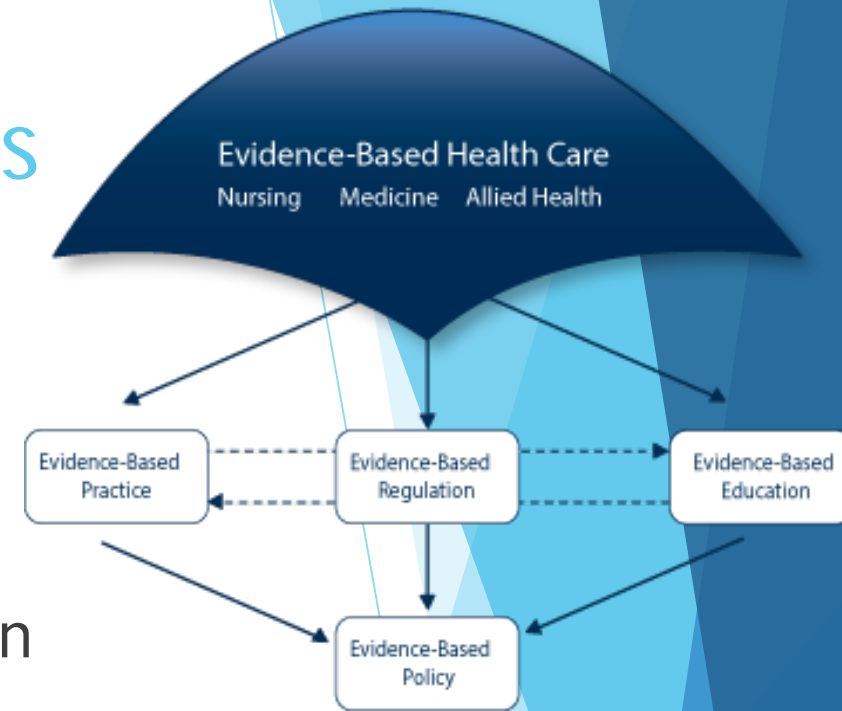 s
Evidence-Based Health Care
Nursing Medicine Allied Health
Evidence-Based
Practice
Evidence-Based
Regulation
Evidence-Based
Education
n
Evidence-Based
Policy